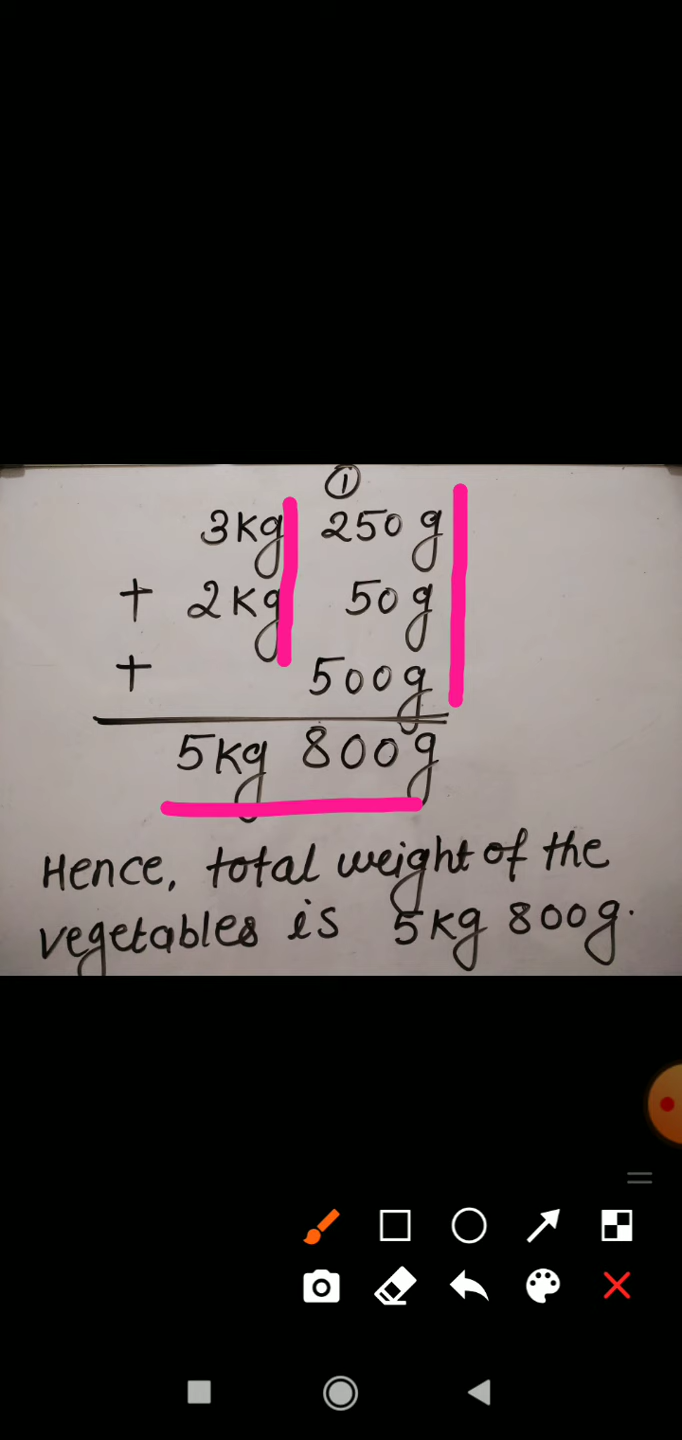 ①
3kg 250g
+ 2kg 50g
+ 500g
5kg 800g
Hence, total weight of the
vegetables is 5kg 800g.